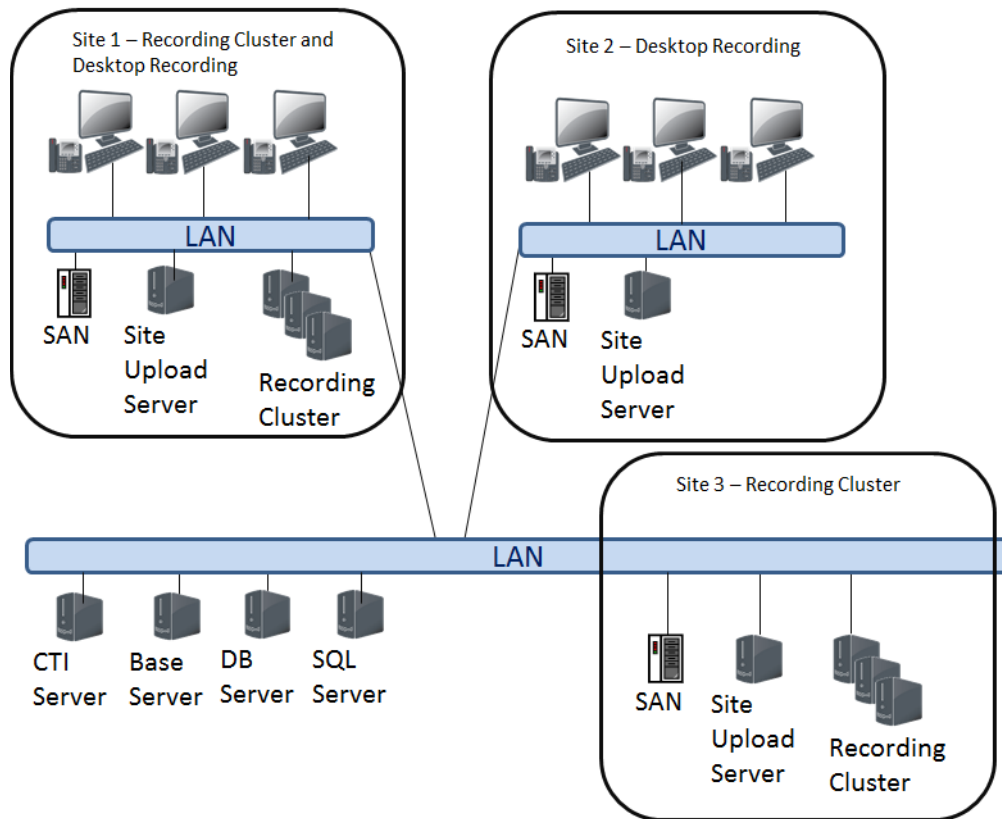 Site 1 – Recording Cluster and
Desktop Recording
LAN
SAN
Site
Upload
Server
Recording
Cluster
Site 2 – Desktop Recording
LAN
SAN
Site
Upload
Server
LAN
CTI
Server
Base
Server
DB
Server
SQL
Server
Site 3 – Recording Cluster
SAN
Site
Upload
Server
Recording
Cluster